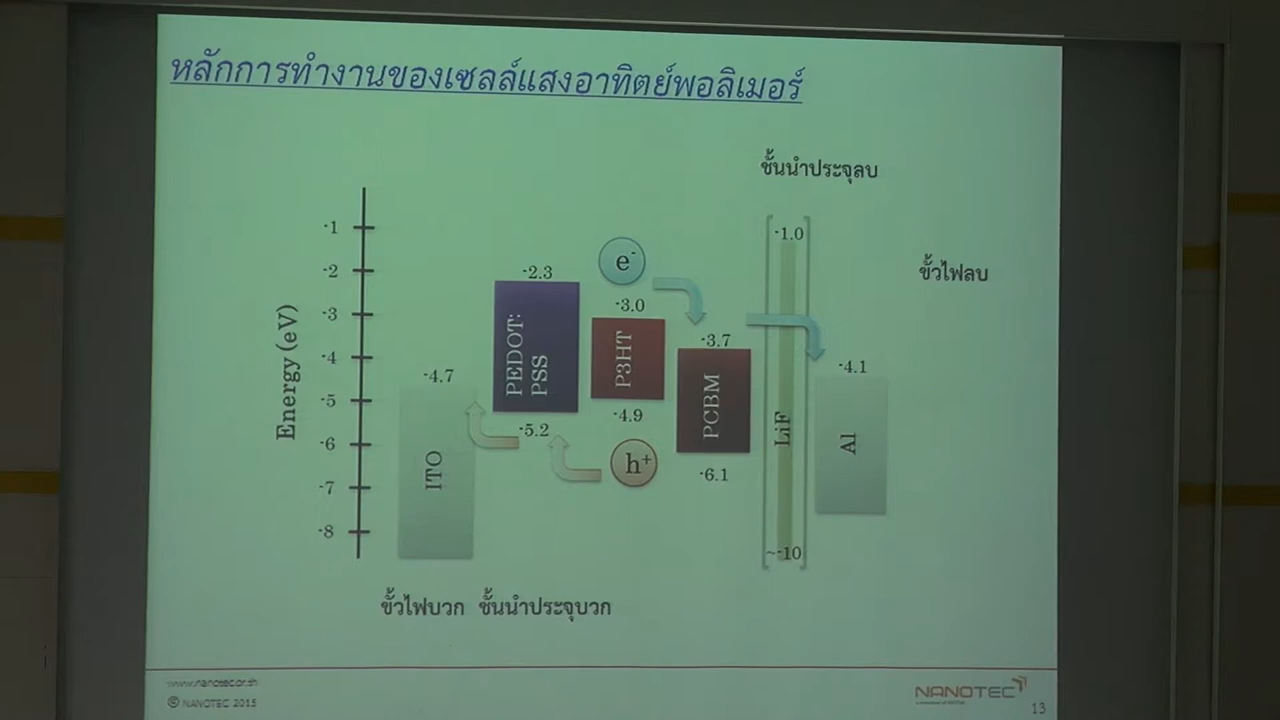 หลักการทำงานของเซลล์แสงอาทิตย์พอลิเมอร์
ชั้นนำประจุลบ
ขั้วไฟลบ
Energy (eV)
-1
-2
-3
-4
-5
-6
-7
-8
-4.7
ITO
-2.3
PEDOT:
PSS
-5.2
e-
-3.0
P3HT
-4.9
h+
-3.7
PCBM
-6.1
-1.0
LiF
~-10
-4.1
Al
ขั้วไฟบวก ชั้นนำประจุบวก
www.nanotec.or.th
© NANOTEC 2015
NANOTEC
13